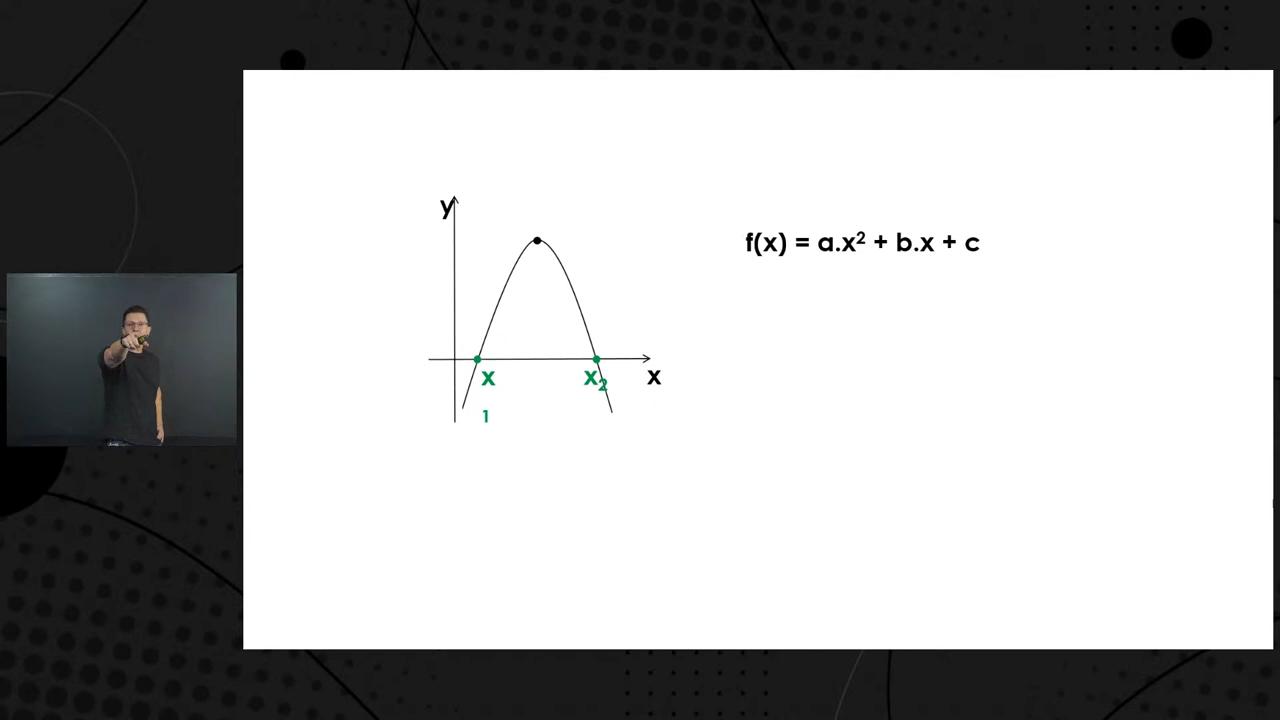 y
f(x) = a.x² + b.x + c
x
1
x₂
x